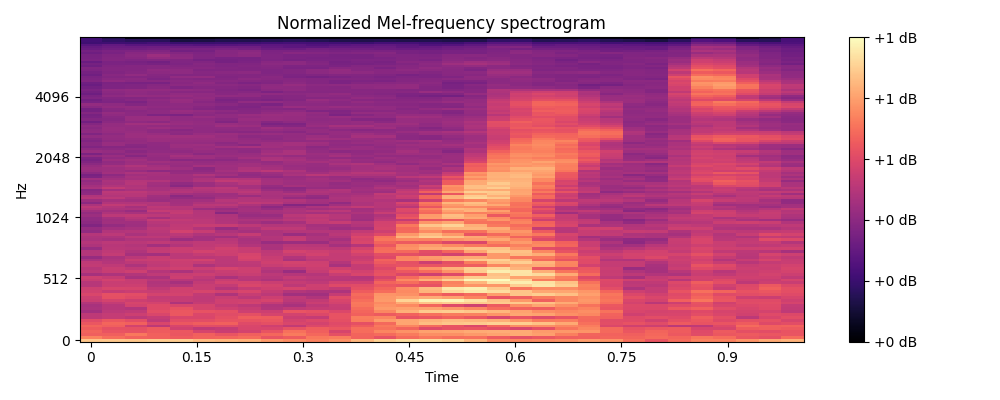 Normalized Mel-frequency spectrogram
Hz
4096
2048
1024
512
0
0 0.15 0.3 0.45 0.6 0.75 0.9
Time
+1 dB
+1 dB
+1 dB
+0 dB
+0 dB
+0 dB